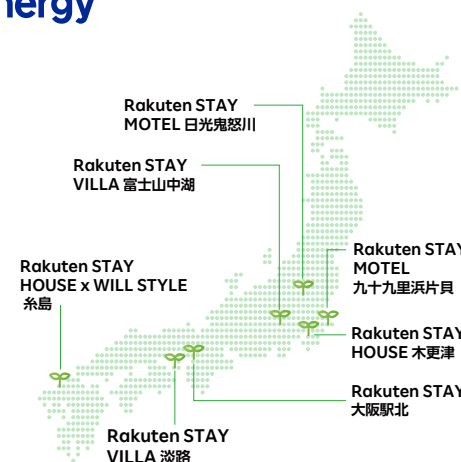 nergy
Rakuten STAY
MOTEL 日光鬼怒川
Rakuten STAY
VILLA 富士山中湖
Rakuten STAY
MOTEL
九十九里浜片貝
Rakuten STAY
HOUSE x WILL STYLE
糸島
Rakuten STAY
HOUSE 木更津
Rakuten STAY
大阪駅北
Rakuten STAY
VILLA 淡路